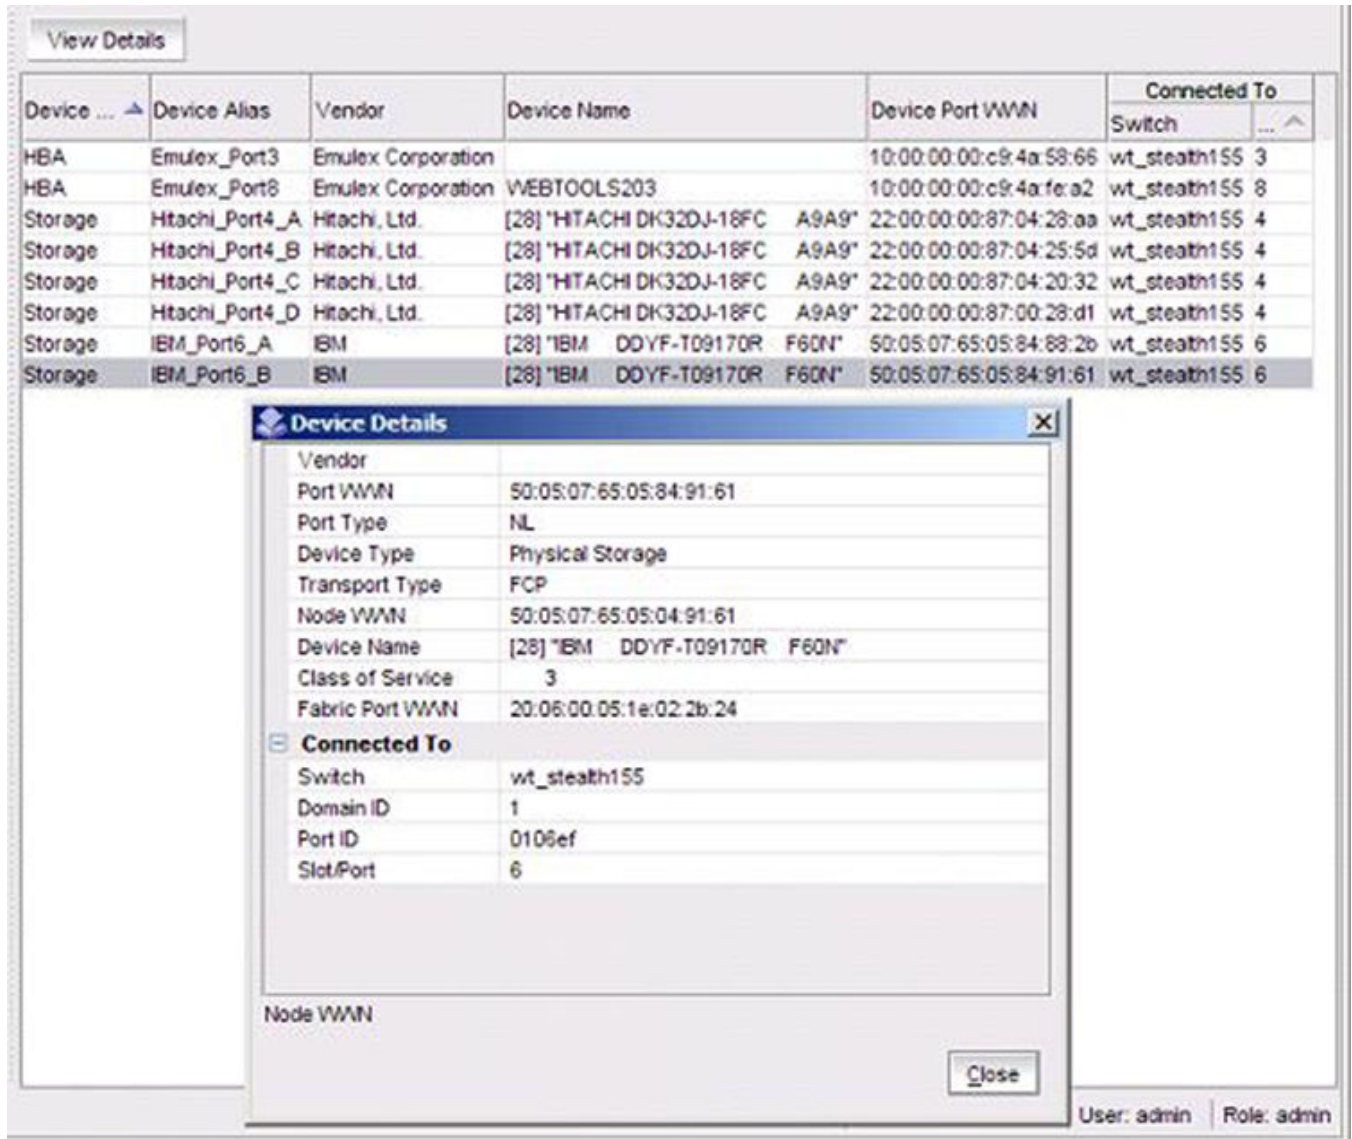 View Details
Connected To
Device ... Device Alias Vendor Device Name Device Port WWN Switch ...
HBA Emulex_Port3 Emulex Corporation 10:00:00:00:c9:4a:58:66 wt_stealth155 3
HBA Emulex_Port8 Emulex Corporation WEBTOOLS203 10:00:00:00:c9:4a:fe:a2 wt_stealth155 8
Storage Hitachi_Port4_A Hitachi, Ltd. [28] "HITACHI DK32DJ-18FC A9A9" 22:00:00:00:87:04:28:aa wt_stealth155 4
Storage Hitachi_Port4_B Hitachi, Ltd. [28] "HITACHI DK32DJ-18FC A9A9" 22:00:00:00:87:04:25:5d wt_stealth155 4
Storage Hitachi_Port4_C Hitachi, Ltd. [28] "HITACHI DK32DJ-18FC A9A9" 22:00:00:00:87:04:20:32 wt_stealth155 4
Storage Hitachi_Port4_D Hitachi, Ltd. [28] "HITACHI DK32DJ-18FC A9A9" 22:00:00:00:87:00:28:d1 wt_stealth155 4
Storage IBM_Port6_A IBM [28] "IBM DDYF-T09170R F60N" 50:05:07:65:05:84:88:2b wt_stealth155 6
Storage IBM_Port6_B IBM [28] "IBM DDYF-T09170R F60N" 50:05:07:65:05:84:91:61 wt_stealth155 6
Device Details
Vendor
Port WWN 50:05:07:65:05:84:91:61
Port Type NL
Device Type Physical Storage
Transport Type FCP
Node WWN 50:05:07:65:05:04:91:61
Device Name [28] "IBM DDYF-T09170R F60N"
Class of Service 3
Fabric Port WWN 20:06:00:05:1e:02:2b:24
Connected To
Switch wt_stealth155
Domain ID 1
Port ID 0106ef
Slot/Port 6
Node WWN
Close
User: admin Role: admin